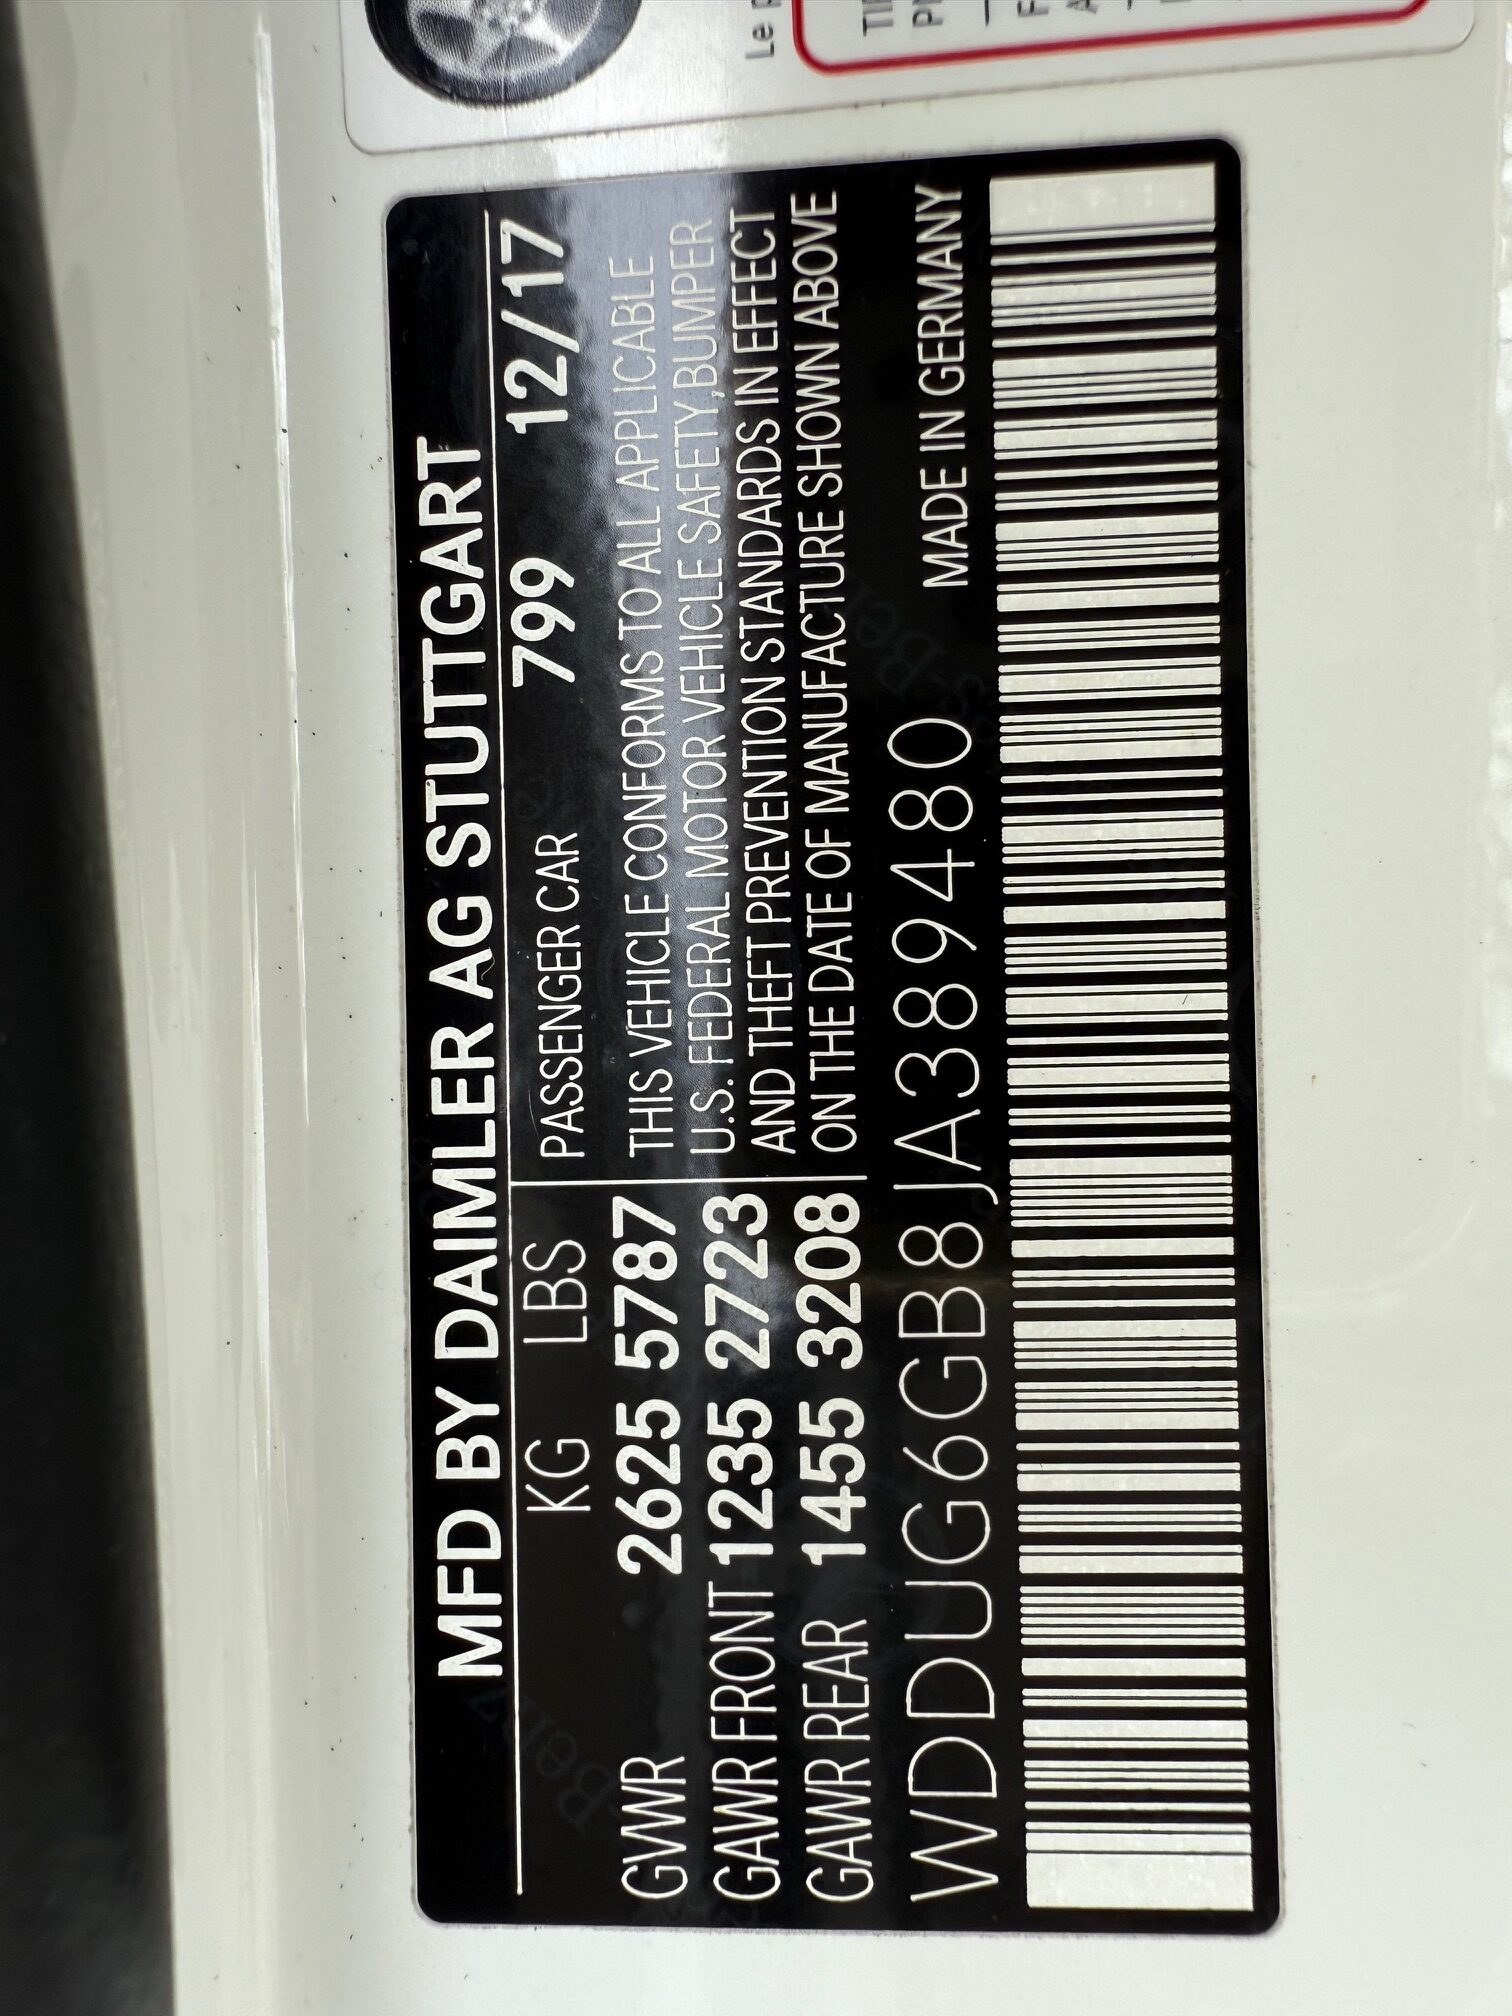 MFD BY DAIMLER AG STUTTGART
KG LBS PASSENGER CAR 799 12/17
GVWR 2625 5787
GAWR FRONT 1235 2723
GAWR REAR 1455 3208
THIS VEHICLE CONFORMS TO ALL APPLICABLE
U.S. FEDERAL MOTOR VEHICLE SAFETY,BUMPER
AND THEFT PREVENTION STANDARDS IN EFFECT
ON THE DATE OF MANUFACTURE SHOWN ABOVE
WDDUG6GB8JA389480 MADE IN GERMANY
Le